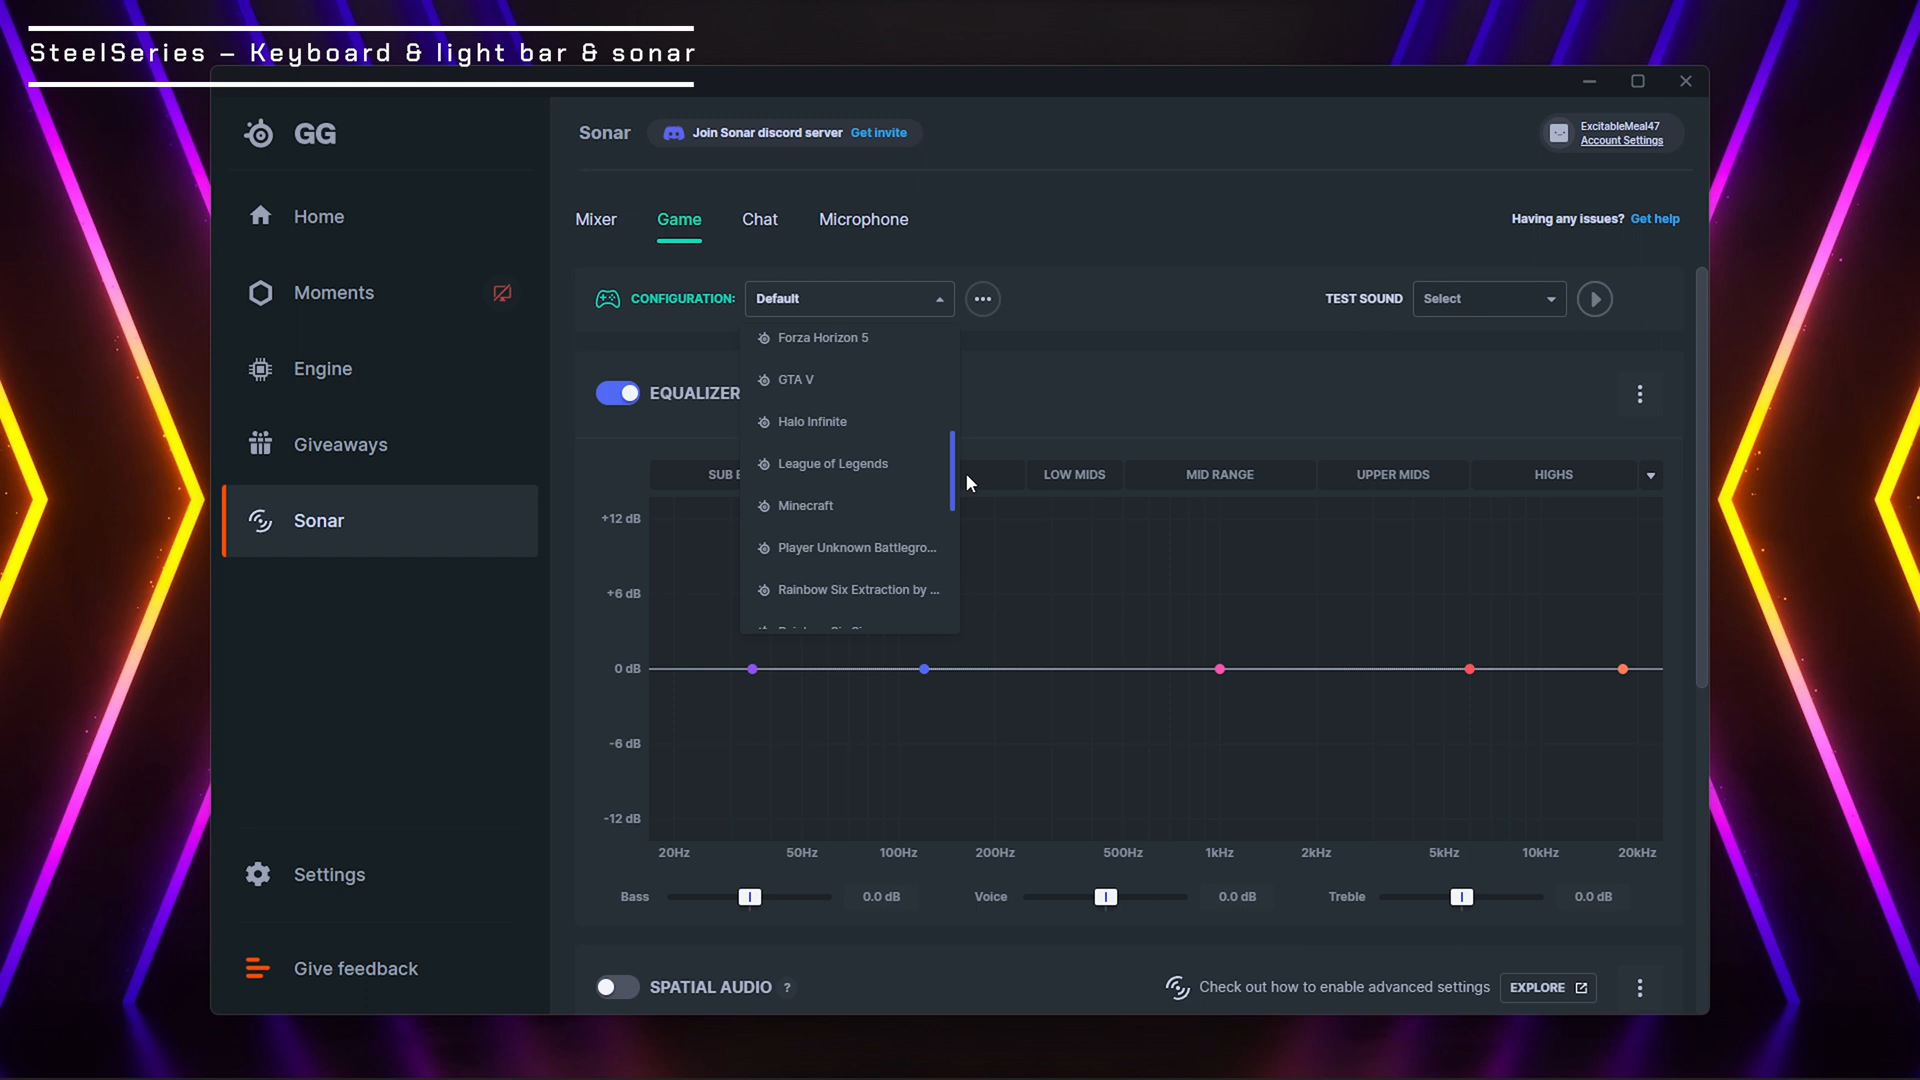 SteelSeries – Keyboard & light bar & sonar
GG
Home
Moments
Engine
Giveaways
Sonar
Settings
Give feedback
Sonar
Join Sonar discord server Get invite
ExcitableMeal47
Account Settings
Mixer Game Chat Microphone
Having any issues? Get help
CONFIGURATION: Default
TEST SOUND Select
Forza Horizon 5
GTA V
Halo Infinite
League of Legends
Minecraft
Player Unknown Battlegro...
Rainbow Six Extraction by ...
EQUALIZER
SUB LOW MIDS MID RANGE UPPER MIDS HIGHS
+12 dB
+6 dB
0 dB
-6 dB
-12 dB
20Hz 50Hz 100Hz 200Hz 500Hz 1kHz 2kHz 5kHz 10kHz 20kHz
Bass 0.0 dB Voice 0.0 dB Treble 0.0 dB
SPATIAL AUDIO ?
Check out how to enable advanced settings EXPLORE